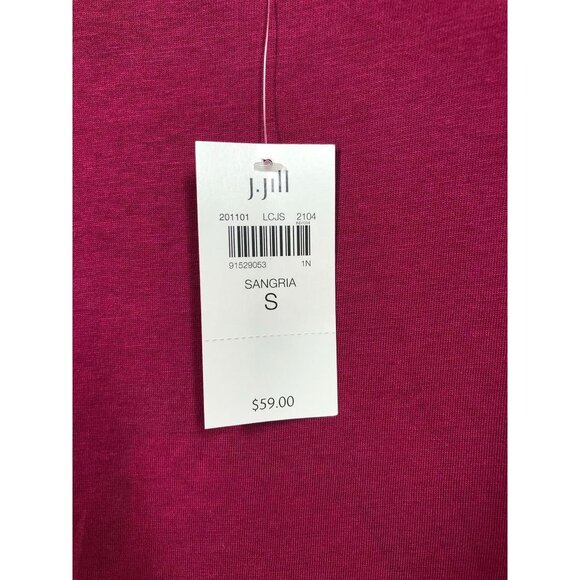 J.Jill
201101 LCJS 2104
91529053 1N
SANGRIA
S
$59.00